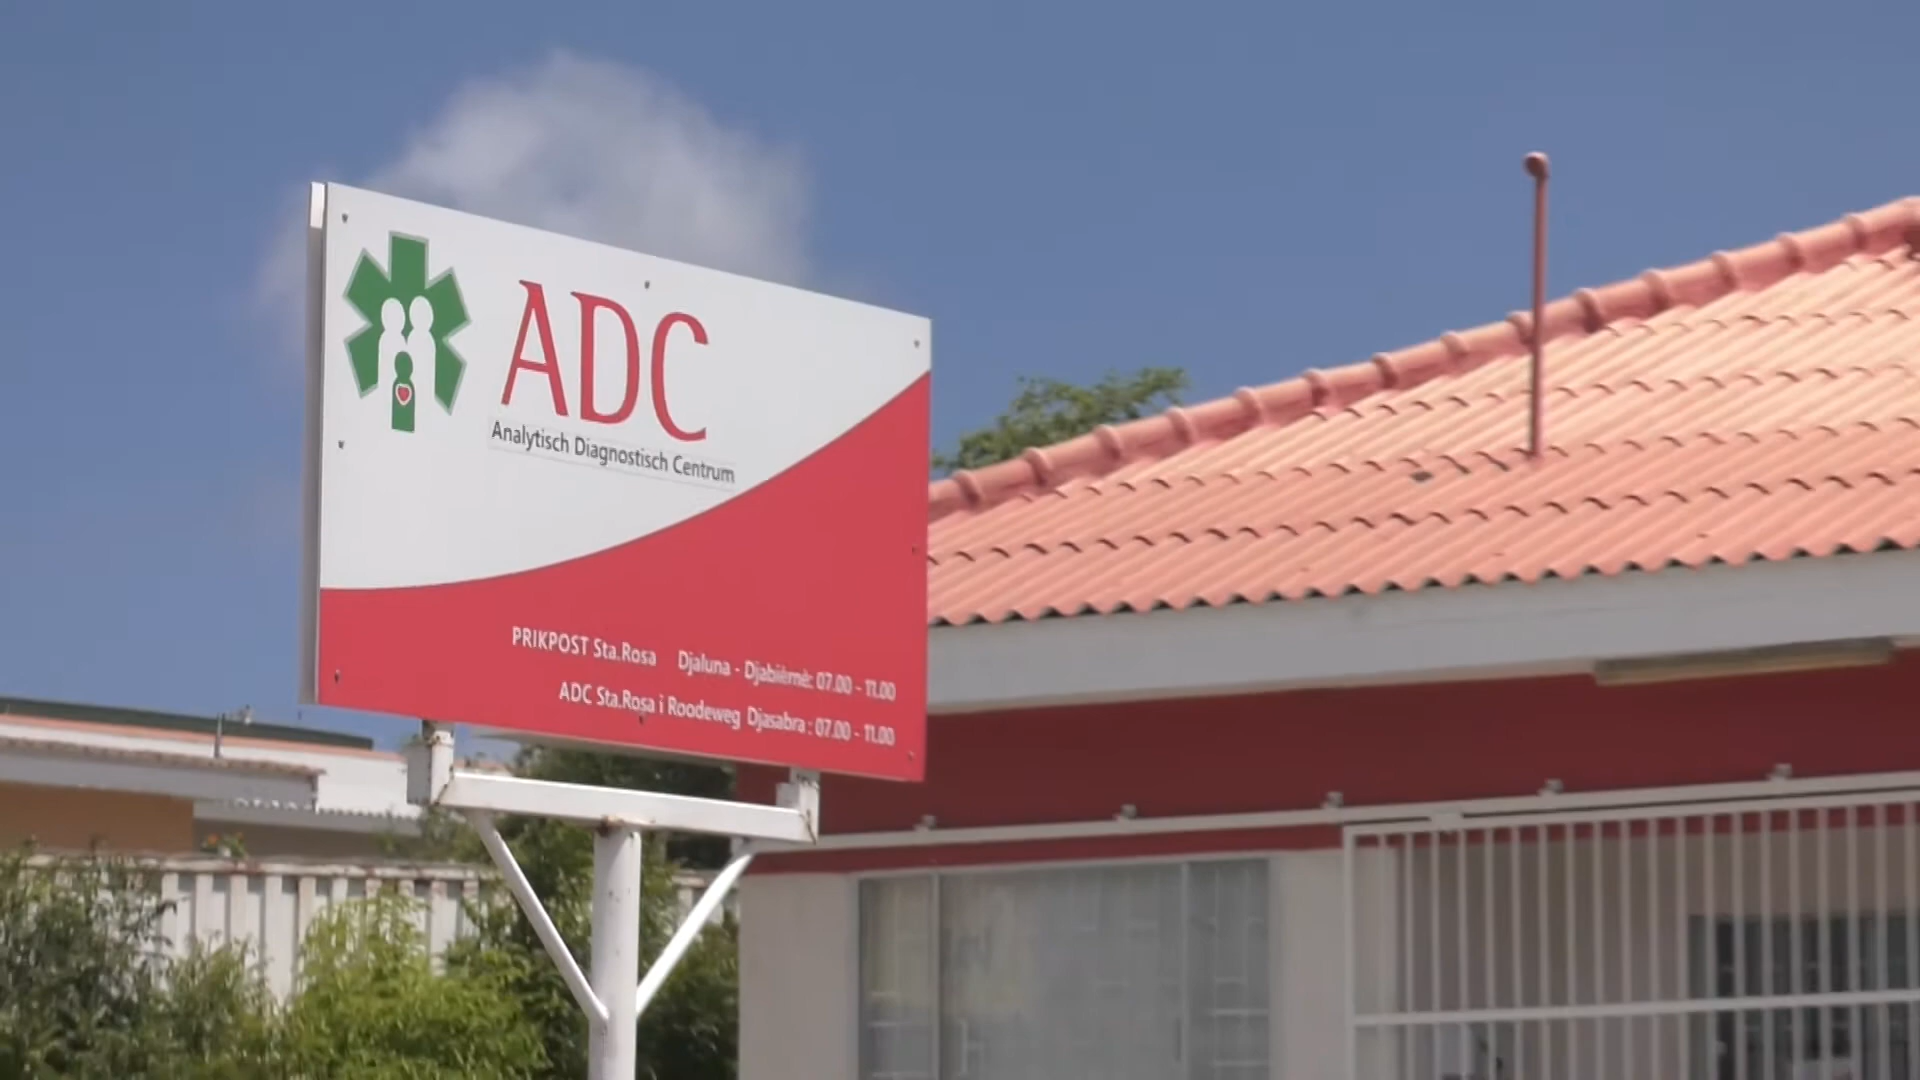 ADC
Analytisch Diagnostisch Centrum
PRIKPOST Sta.Rosa Djaluna - Djabièrnè: 07.00 - 11.00
ADC Sta.Rosa i Roodeweg Djasabra : 07.00 - 11.00